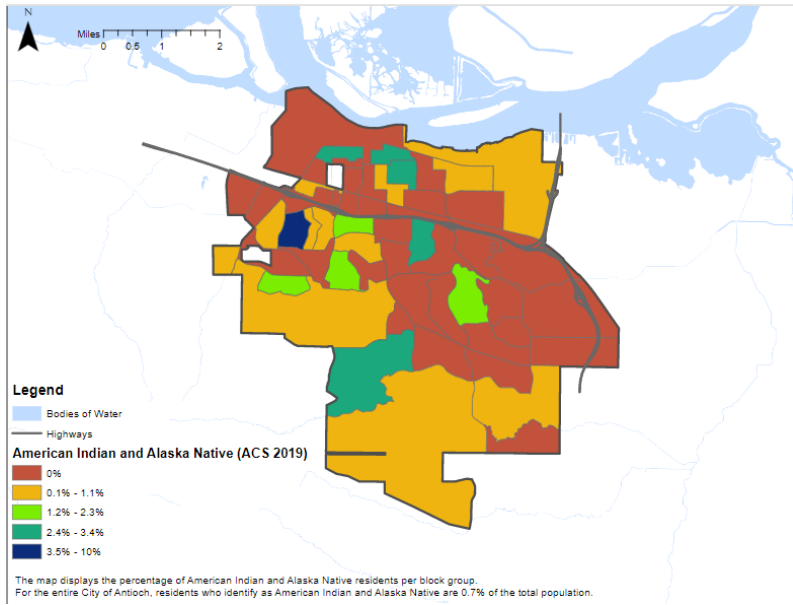 N
Miles
0 0.5 1 2
Legend
Bodies of Water
Highways
American Indian and Alaska Native (ACS 2019)
0%
0.1% - 1.1%
1.2% - 2.3%
2.4% - 3.4%
3.5% - 10%
The map displays the percentage of American Indian and Alaska Native residents per block group.
For the entire City of Antioch, residents who identify as American Indian and Alaska Native are 0.7% of the total population.